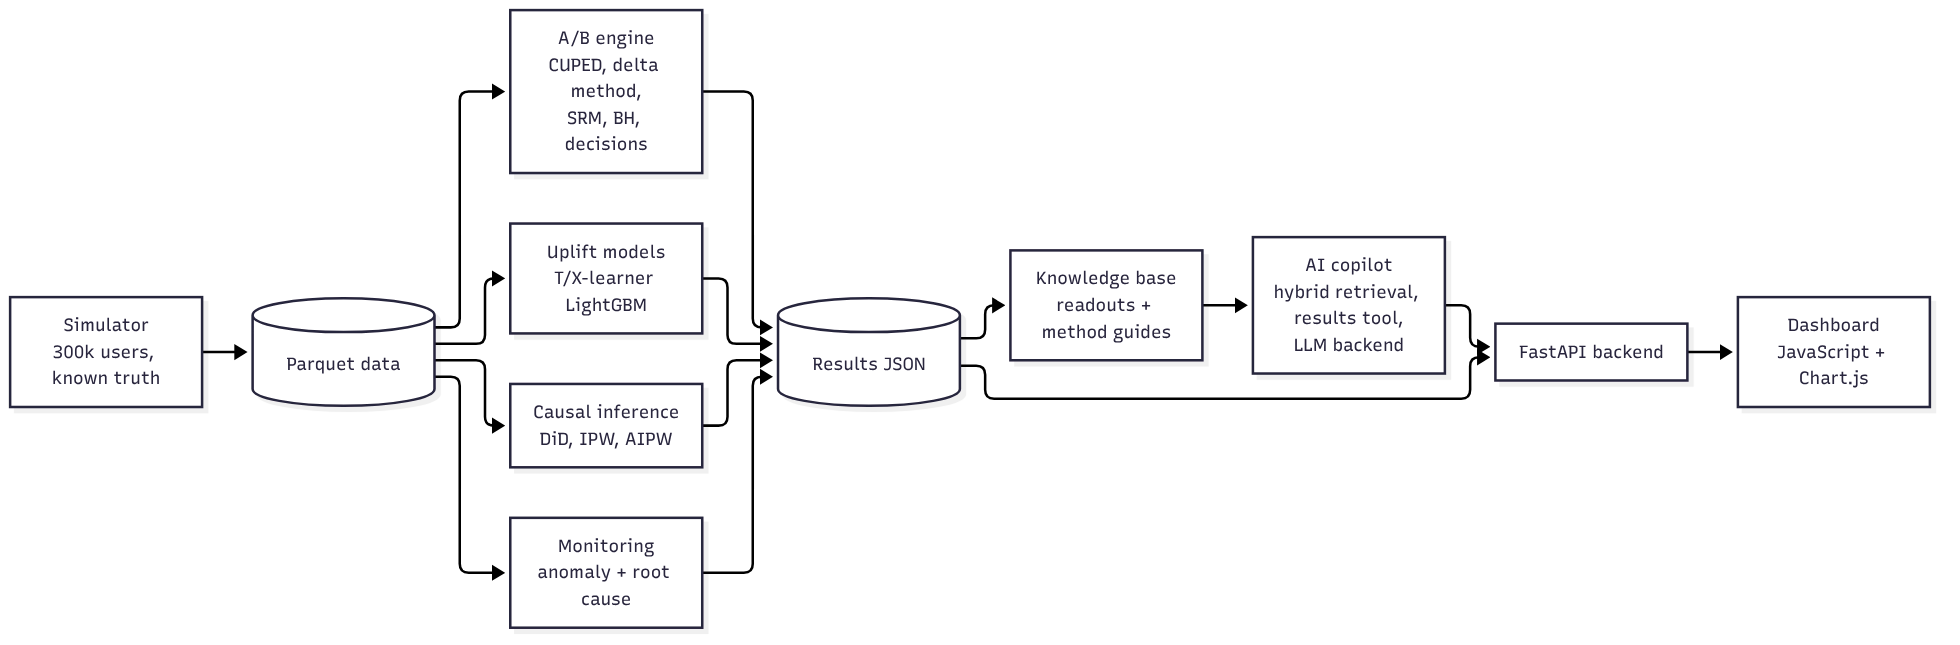 Simulator
300k users,
known truth
Parquet data
A/B engine
CUPED, delta
method,
SRM, BH,
decisions
Uplift models
T/X-learner
LightGBM
Causal inference
DiD, IPW, AIPW
Monitoring
anomaly + root
cause
Results JSON
Knowledge base
readouts +
method guides
AI copilot
hybrid retrieval,
results tool,
LLM backend
FastAPI backend
Dashboard
JavaScript +
Chart.js